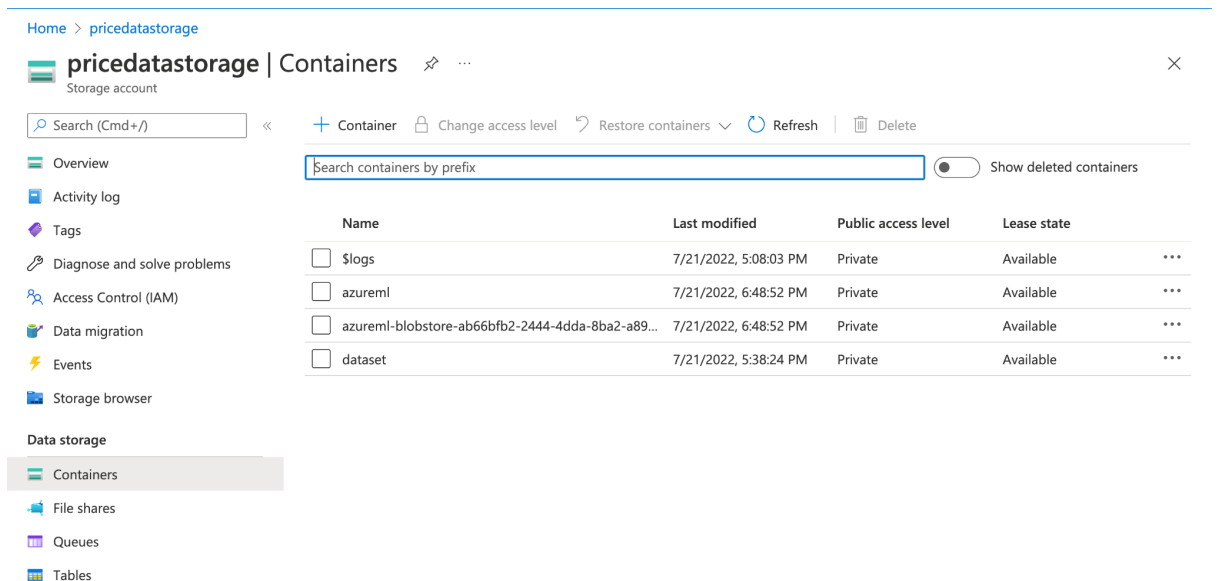 Home > pricedatastorage
pricedatastorage | Containers
Storage account
Search (Cmd+/)
Overview
Activity log
Tags
Diagnose and solve problems
Access Control (IAM)
Data migration
Events
Storage browser
Data storage
Containers
File shares
Queues
Tables
Container Change access level Restore containers Refresh Delete
Search containers by prefix Show deleted containers
Name Last modified Public access level Lease state
$logs 7/21/2022, 5:08:03 PM Private Available
azureml 7/21/2022, 6:48:52 PM Private Available
azureml-blobstore-ab66bfb2-2444-4dda-8ba2-a89... 7/21/2022, 6:48:52 PM Private Available
dataset 7/21/2022, 5:38:24 PM Private Available